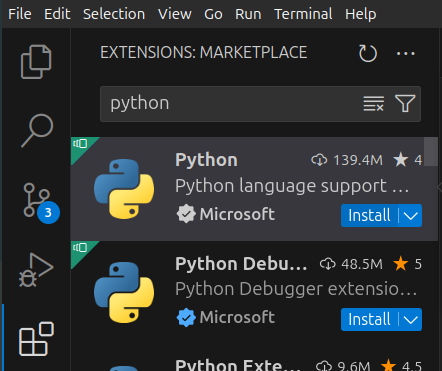 File Edit Selection View Go Run Terminal Help
EXTENSIONS: MARKETPLACE
python
Python 139.4M ★ 4
Python language support ...
Microsoft Install
3
Python Debu... 48.5M ★ 5
Python Debugger extensio...
Microsoft Install
Python Exte... 9.6M ★ 4.5